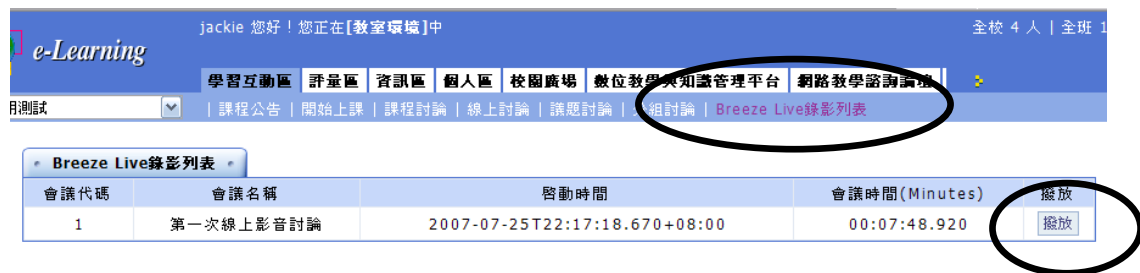 jackie 您好！您正在[教室環境]中 全校 4 人 | 全班 1
e-Learning
學習互動區 評量區 資訊區 個人區 校園廣場 數位教學與知識管理平台 網路教學諮詢論壇
用測試 | 課程公告 | 開始上課 | 課程討論 | 線上討論 | 議題討論 | 分組討論 | Breeze Live錄影列表
Breeze Live錄影列表
會議代碼 會議名稱 啟動時間 會議時間(Minutes) 撥放
1 第一次線上影音討論 2007-07-25T22:17:18.670+08:00 00:07:48.920 撥放